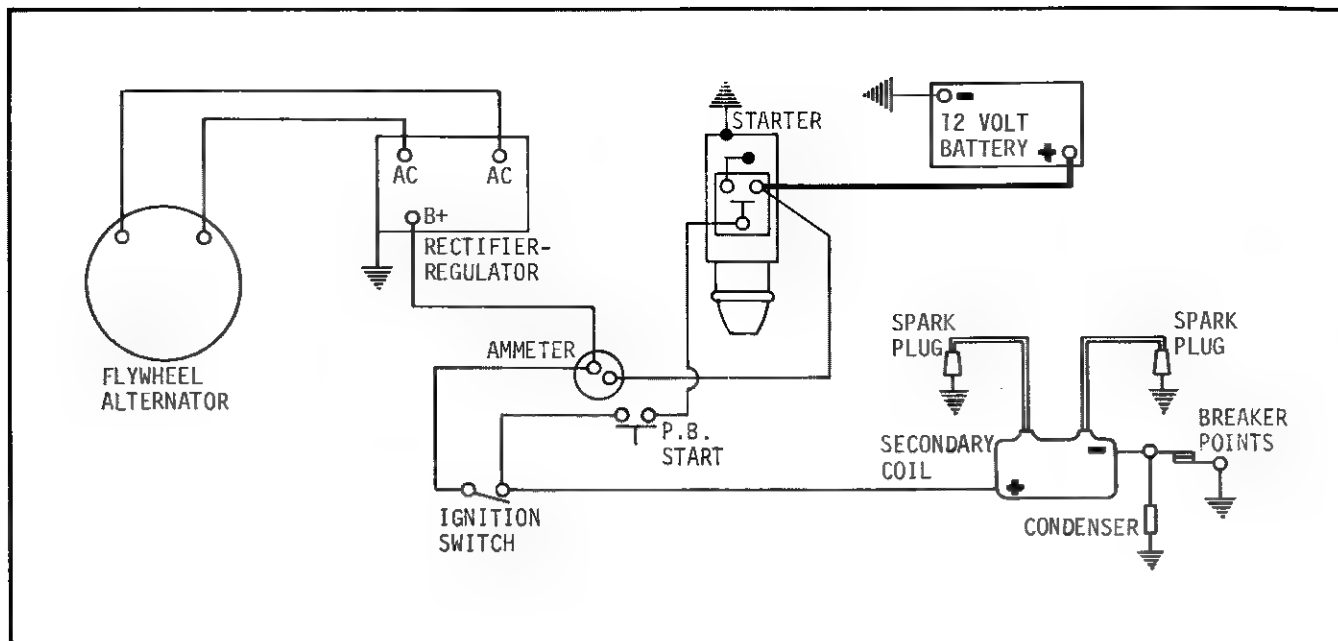 STARTER
12 VOLT
BATTERY
AC
AC
B+
RECTIFIER-
REGULATOR
FLYWHEEL
ALTERNATOR
AMMETER
P.B.
START
IGNITION
SWITCH
SPARK
PLUG
SPARK
PLUG
BREAKER
POINTS
SECONDARY
COIL
CONDENSER